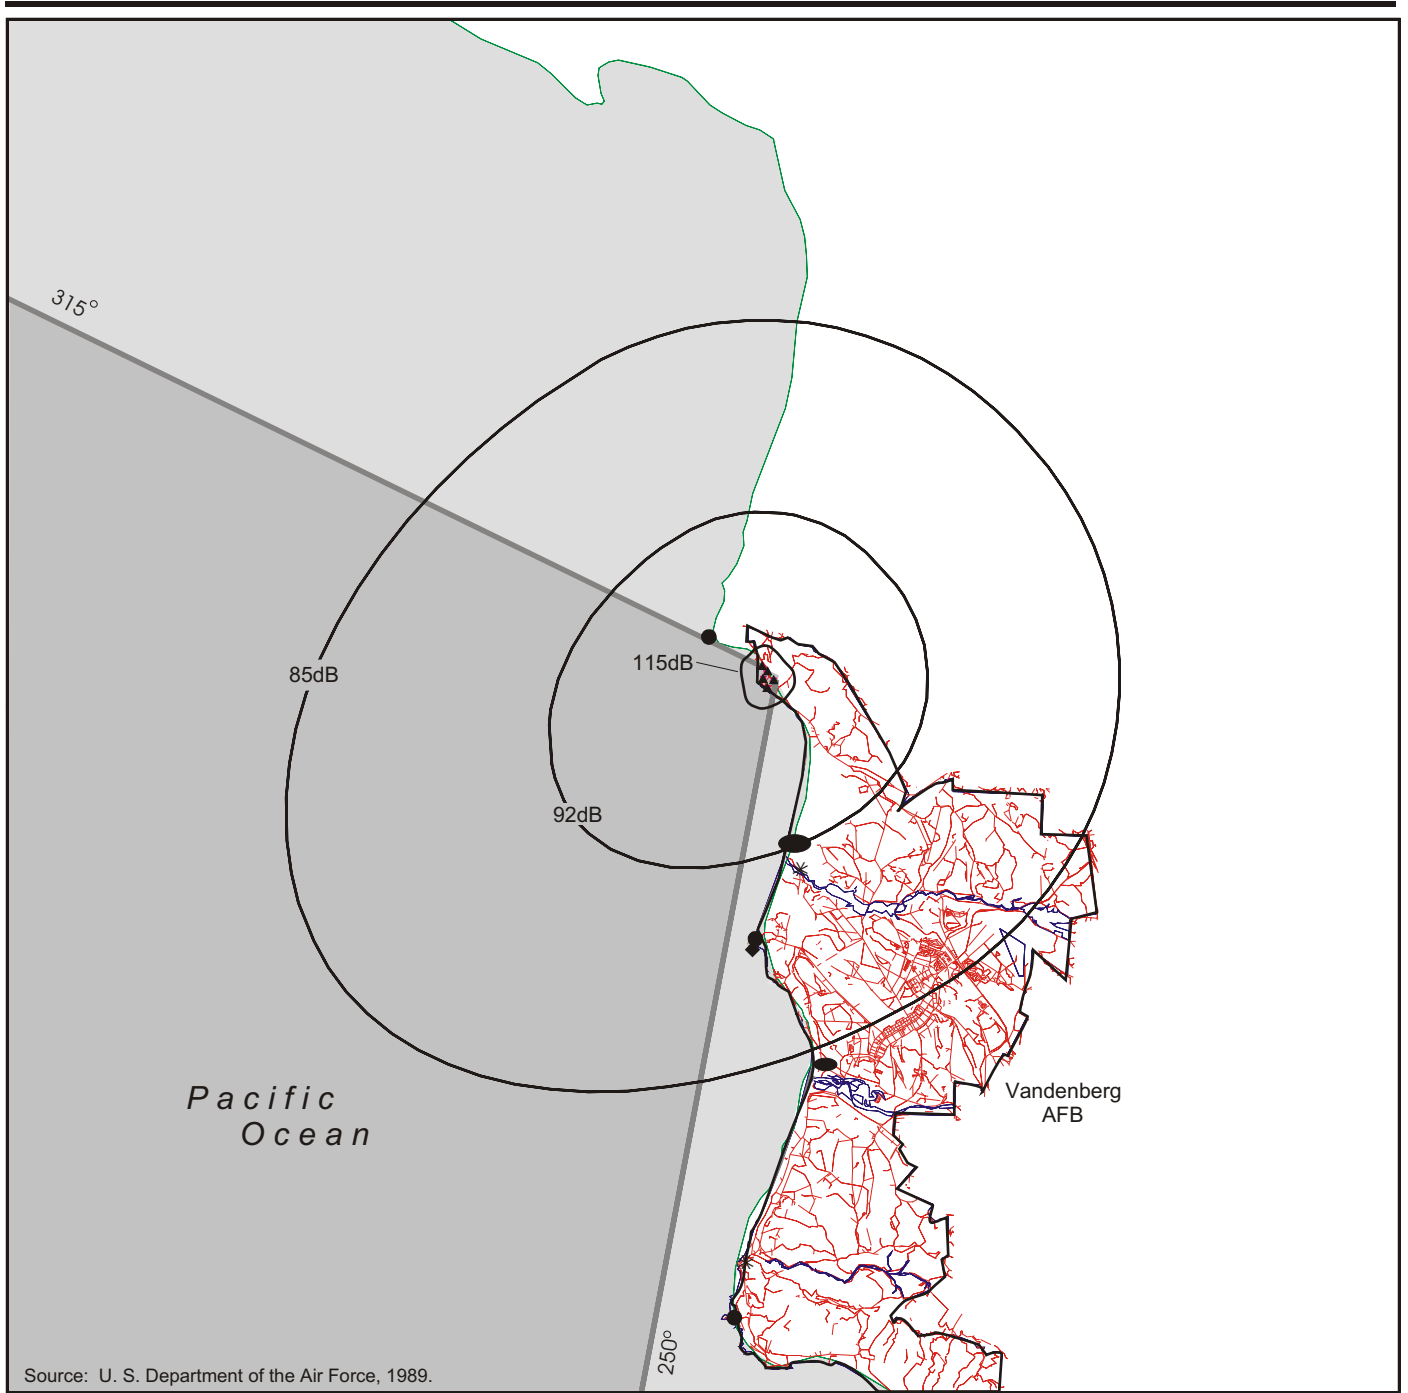 315°
115dB
85dB
92dB
Pacific
Ocean
Vandenberg
AFB
250°
Source: U. S. Department of the Air Force, 1989.